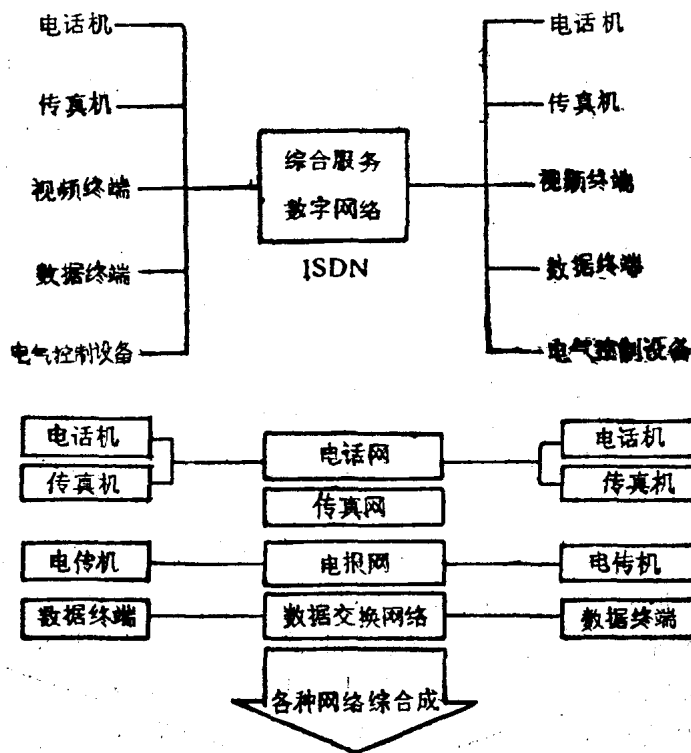 电话机
传真机
视频终端
数据终端
电气控制设备
综合服务
数字网络
ISDN
电话机
传真机
视频终端
数据终端
电气控制设备
电话机
传真机
电话网
电话机
传真机
传真网
电传机
电报网
电传机
数据终端
数据交换网络
数据终端
各种网络综合成